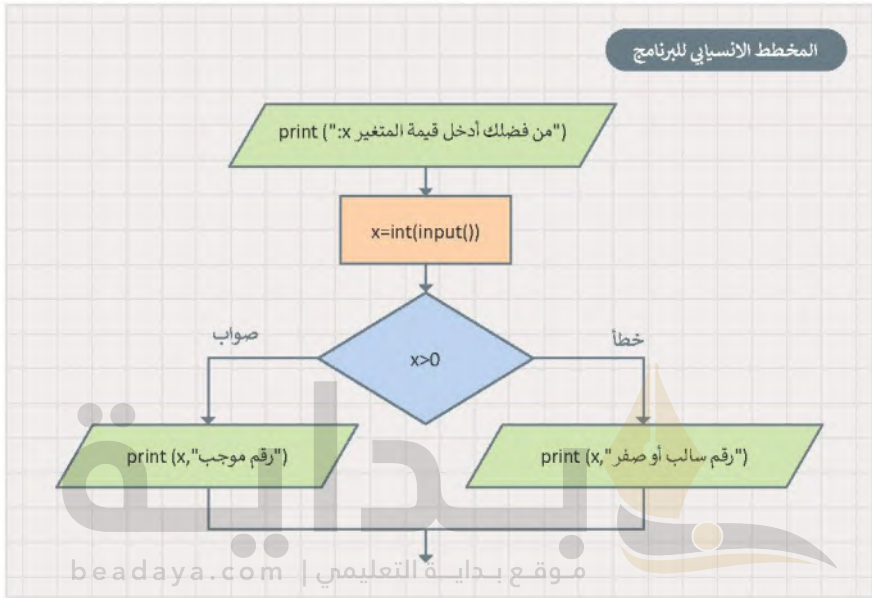 المخطط الانسيابي للبرنامج
print ("من فضلك أدخل قيمة المتغير x:")
x=int(input())
x>0
صواب
خطأ
print (x,"رقم موجب")
print (x,"رقم سالب أو صفر")
بداية
beadaya.com | موقع بداية التعليمي